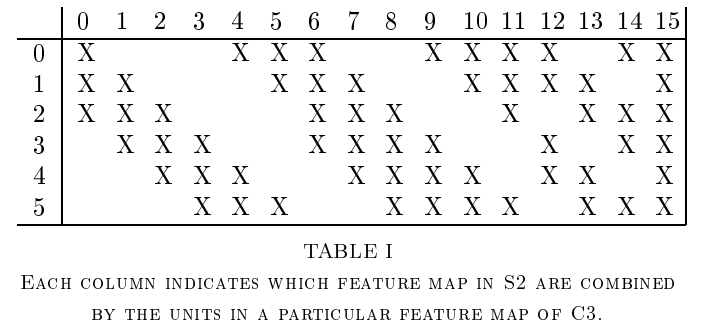 0 1 2 3 4 5 6 7 8 9 10 11 12 13 14 15
0 X X X X X X X X X X
1 X X X X X X X X X X
2 X X X X X X X X X X
3 X X X X X X X X X X
4 X X X X X X X X X X
5 X X X X X X X X X X
TABLE I
Each column indicates which feature map in S2 are combined
by the units in a particular feature map of C3.